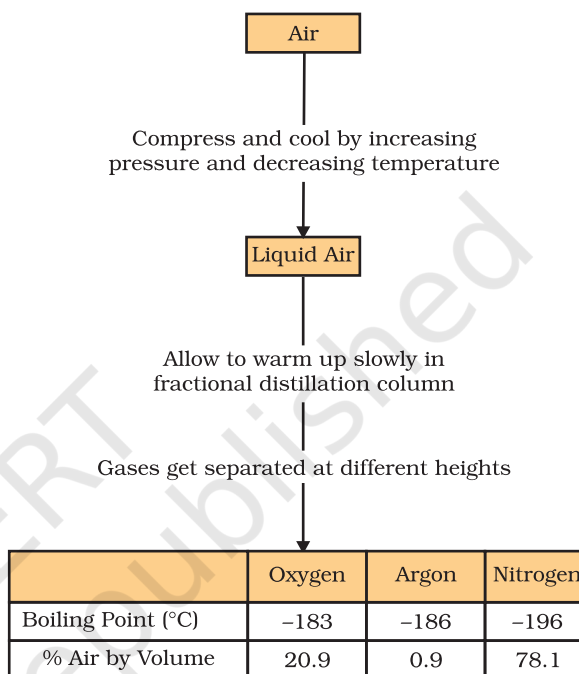 Air
Compress and cool by increasing
pressure and decreasing temperature
Liquid Air
Allow to warm up slowly in
fractional distillation column
Gases get separated at different heights
Oxygen Argon Nitrogen
Boiling Point (°C) –183 –186 –196
% Air by Volume 20.9 0.9 78.1